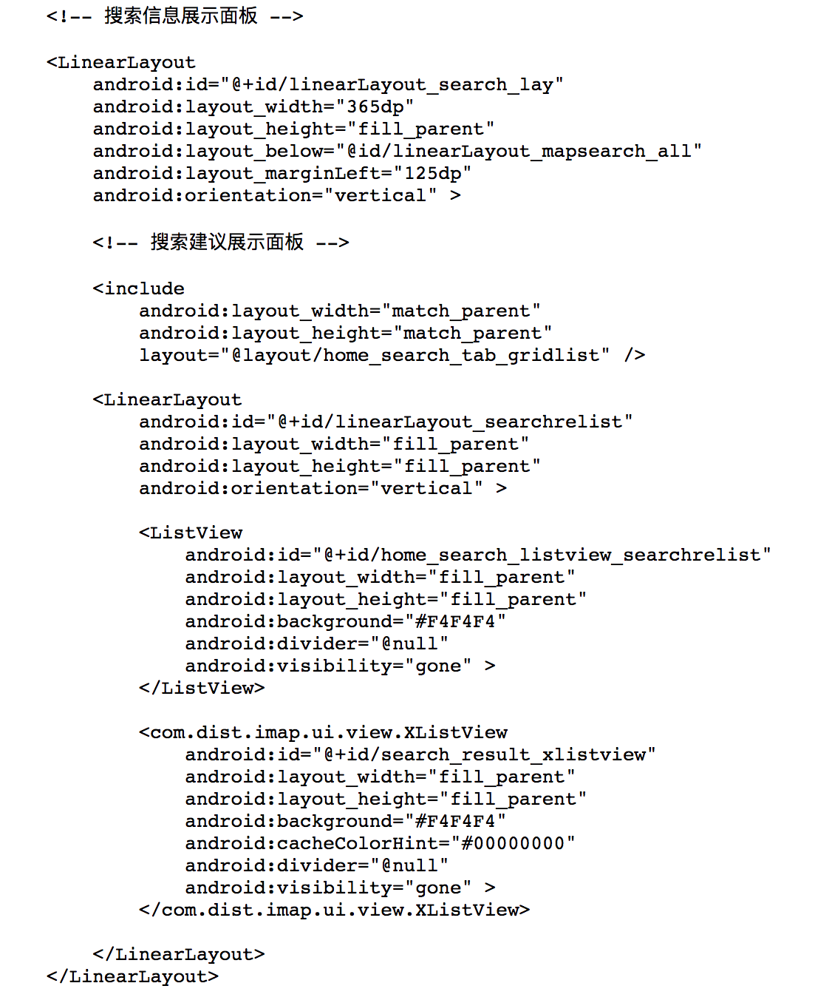 <!-- 搜索信息展示面板 -->
<LinearLayout
android:id="@+id/linearLayout_search_lay"
android:layout_width="365dp"
android:layout_height="fill_parent"
android:layout_below="@id/linearLayout_mapsearch_all"
android:layout_marginLeft="125dp"
android:orientation="vertical" >
<!-- 搜索建议展示面板 -->
<include
android:layout_width="match_parent"
android:layout_height="match_parent"
layout="@layout/home_search_tab_gridlist" />
<LinearLayout
android:id="@+id/linearLayout_searchrelist"
android:layout_width="fill_parent"
android:layout_height="fill_parent"
android:orientation="vertical" >
<ListView
android:id="@+id/home_search_listview_searchrelist"
android:layout_width="fill_parent"
android:layout_height="fill_parent"
android:background="#F4F4F4"
android:divider="@null"
android:visibility="gone" >
</ListView>
<com.dist.imap.ui.view.XListView
android:id="@+id/search_result_xlistview"
android:layout_width="fill_parent"
android:layout_height="fill_parent"
android:background="#F4F4F4"
android:cacheColorHint="#00000000"
android:divider="@null"
android:visibility="gone" >
</com.dist.imap.ui.view.XListView>
</LinearLayout>
</LinearLayout>